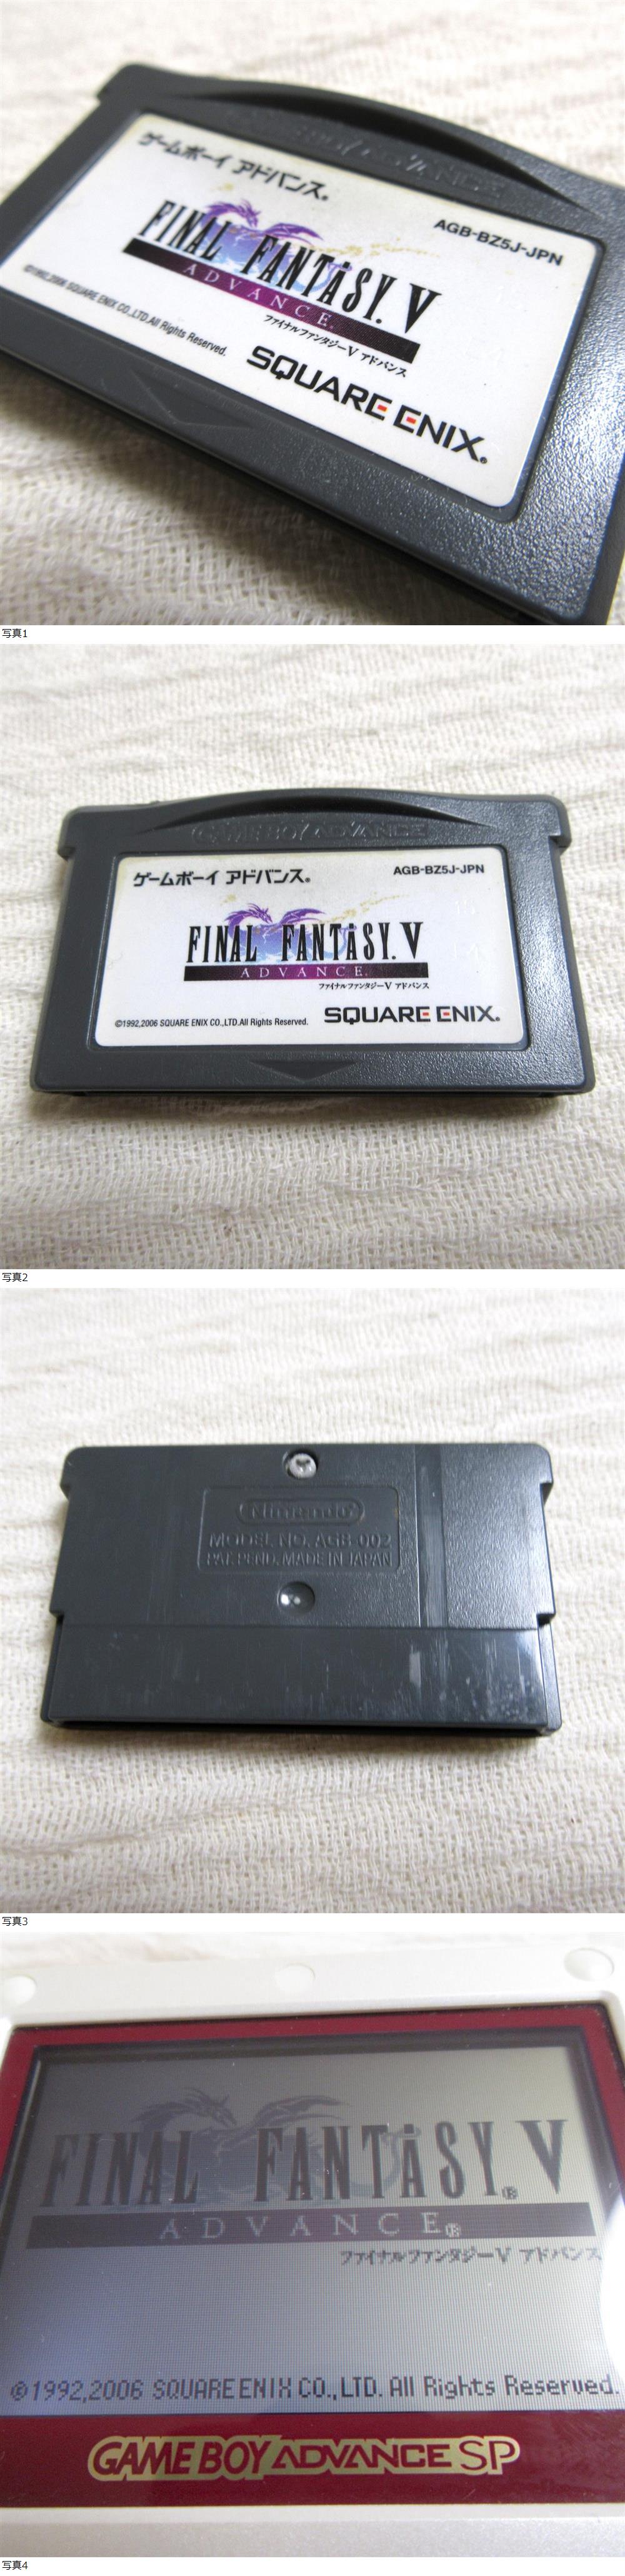 GAME BOY ADVANCE
ゲームボーイ アドバンス®
AGB-BZ5J-JPN
FINAL FANTASY® V
ADVANCE®
ファイナルファンタジーV アドバンス
©1992,2006 SQUARE ENIX CO.,LTD.All Rights Reserved.
SQUARE ENIX®
写真1
GAME BOY ADVANCE
ゲームボーイ アドバンス®
AGB-BZ5J-JPN
FINAL FANTASY® V
ADVANCE®
ファイナルファンタジーV アドバンス
©1992,2006 SQUARE ENIX CO.,LTD.All Rights Reserved.
SQUARE ENIX®
写真2
Nintendo®
MODEL NO. AGB-002
PAT. PEND. MADE IN JAPAN
写真3
FINAL FANTASY® V
ADVANCE®
ファイナルファンタジーV アドバンス
©1992,2006 SQUARE ENIX CO.,LTD. All Rights Reserved.
GAME BOY ADVANCE SP
写真4